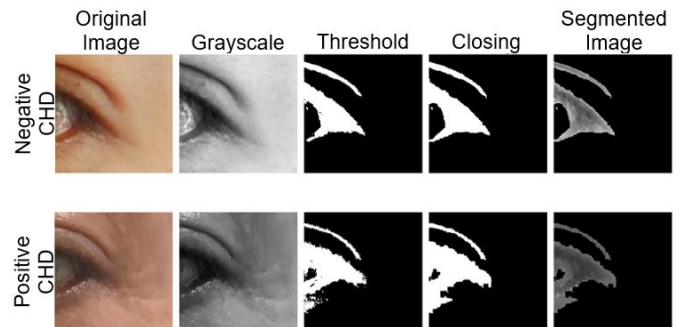 Original
Image
Grayscale
Threshold
Closing
Segmented
Image
Negative
CHD
Positive
CHD